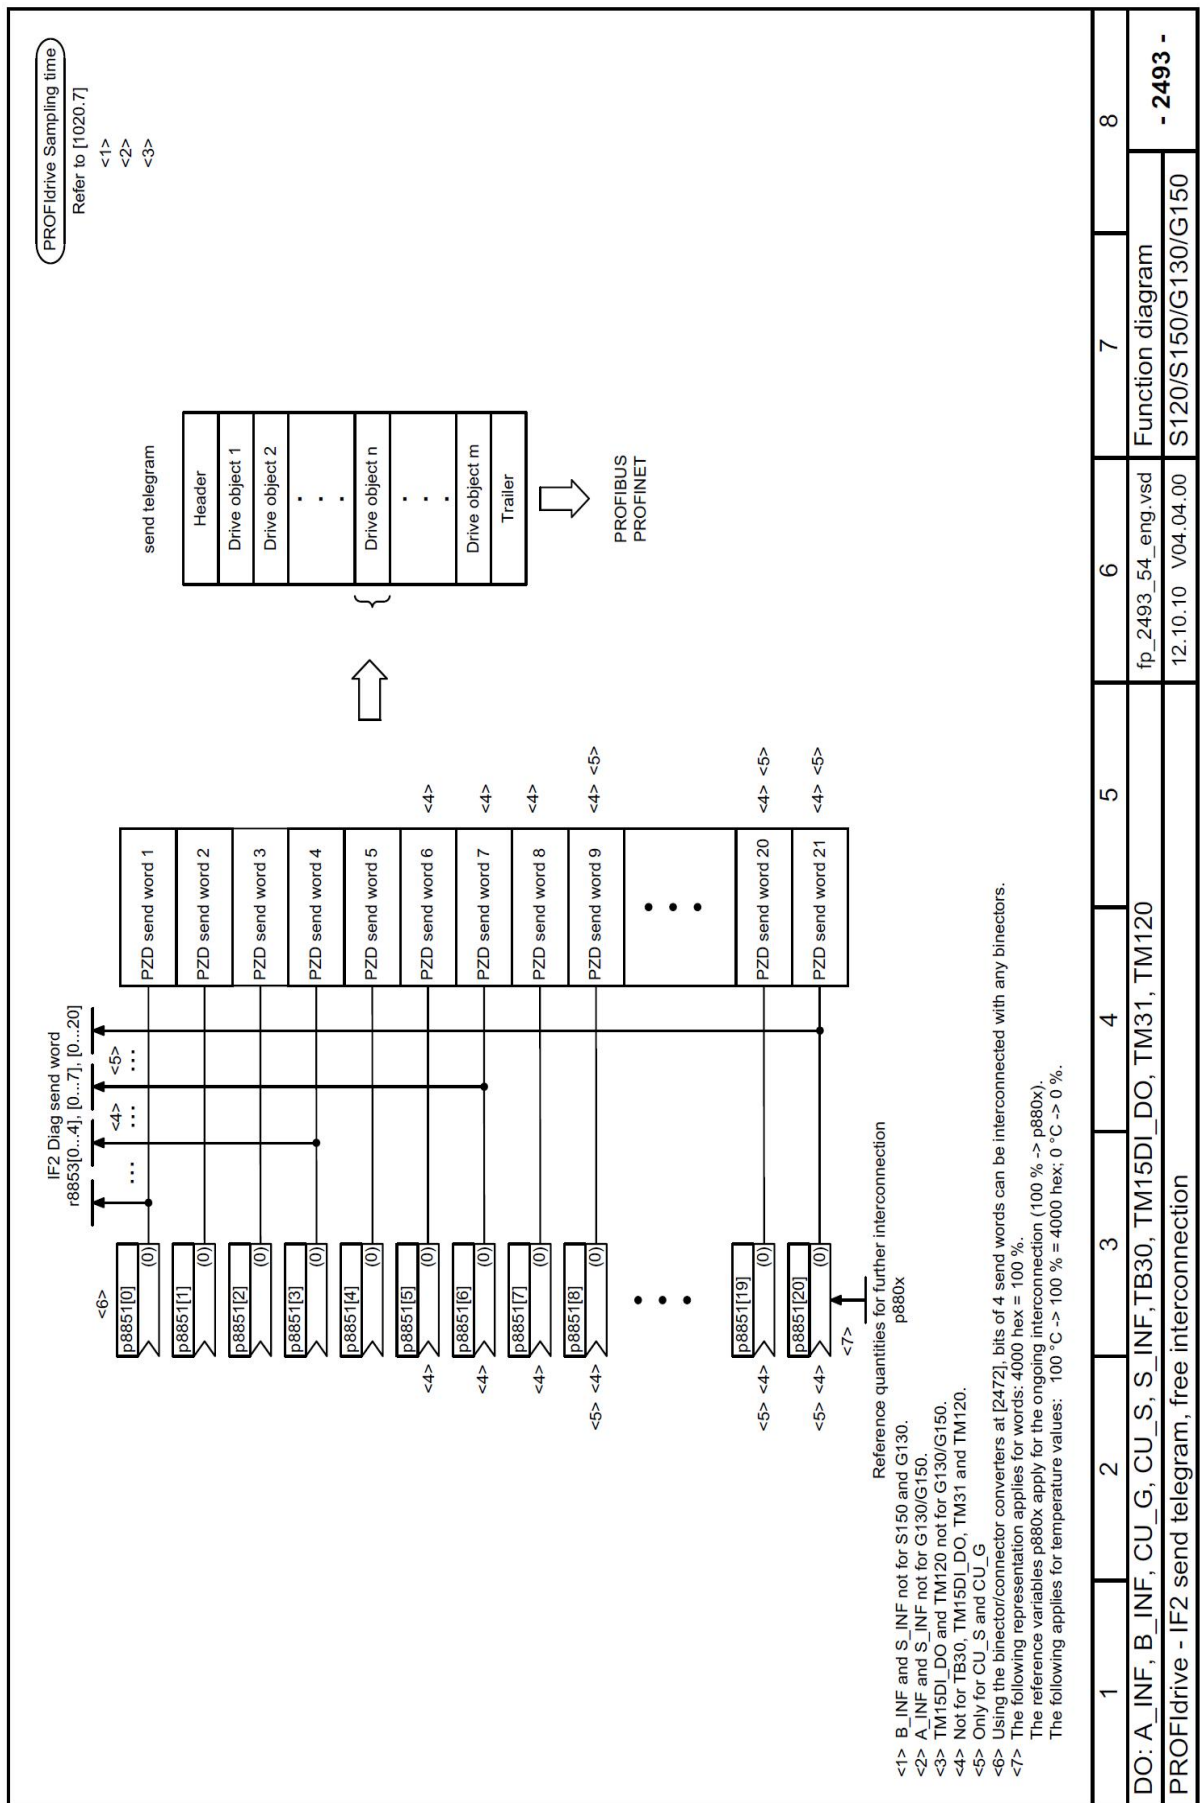 PROFIdrive Sampling time
Refer to [1020.7]
<1>
<2>
<3>
IF2 Diag send word
r8853[0...4], [0...7], [0...20]
... <4> ... <5> ...
<6>
p8851[0] (0) PZD send word 1
p8851[1] (0) PZD send word 2
p8851[2] (0) PZD send word 3
p8851[3] (0) PZD send word 4
p8851[4] (0) PZD send word 5
<4> p8851[5] (0) PZD send word 6 <4>
<4> p8851[6] (0) PZD send word 7 <4>
<4> p8851[7] (0) PZD send word 8 <4>
<5> <4> p8851[8] (0) PZD send word 9 <4> <5>
• • • • • •
<5> <4> p8851[19] (0) PZD send word 20 <4> <5>
<5> <4> p8851[20] (0) PZD send word 21 <4> <5>
<7>
Reference quantities for further interconnection
p880x
send telegram
Header
Drive object 1
Drive object 2
. . .
Drive object n
. . .
Drive object m
Trailer
PROFIBUS
PROFINET
<1> B_INF and S_INF not for S150 and G130.
<2> A_INF and S_INF not for G130/G150.
<3> TM15DI_DO and TM120 not for G130/G150.
<4> Not for TB30, TM15DI_DO, TM31 and TM120.
<5> Only for CU_S and CU_G
<6> Using the binector/connector converters at [2472], bits of 4 send words can be interconnected with any binectors.
<7> The following representation applies for words: 4000 hex = 100 %.
The reference variables p880x apply for the ongoing interconnection (100 % -> p880x).
The following applies for temperature values: 100 °C -> 100 % = 4000 hex; 0 °C -> 0 %.
1 2 3 4 5 6 7 8
DO: A_INF, B_INF, CU_G, CU_S, S_INF,TB30, TM15DI_DO, TM31, TM120
PROFIdrive - IF2 send telegram, free interconnection
fp_2493_54_eng.vsd
12.10.10 V04.04.00
Function diagram
S120/S150/G130/G150
- 2493 -